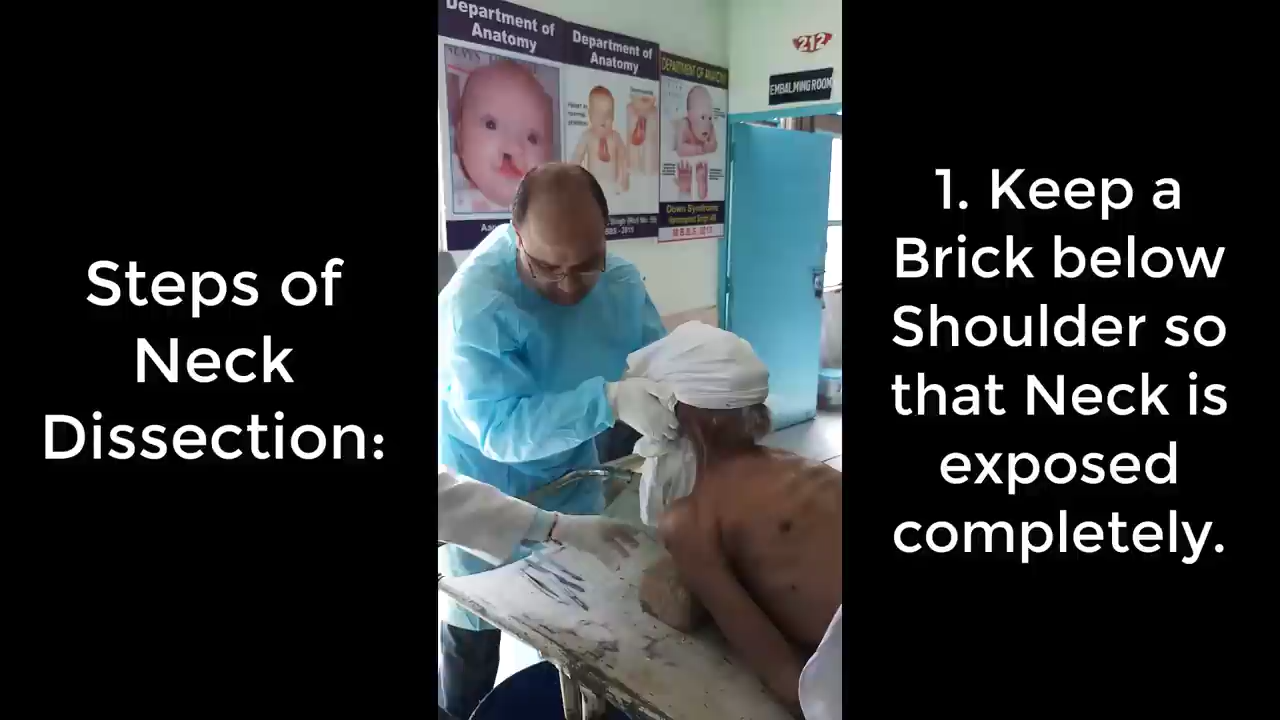 Steps of
Neck
Dissection:
Department of
Anatomy
Department of
Anatomy
DEPARTMENT OF ANATOMY
212
EMBALMING ROOM
Down Syndrome
1. Keep a
Brick below
Shoulder so
that Neck is
exposed
completely.